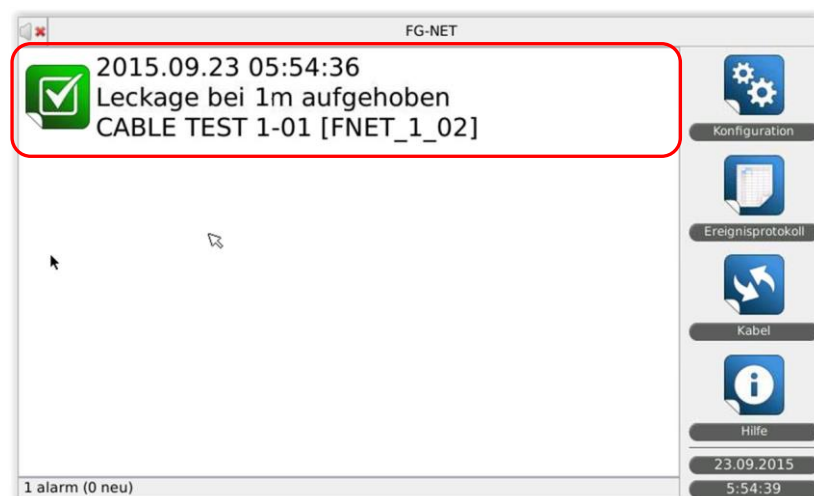 FG-NET
2015.09.23 05:54:36
Leckage bei 1m aufgehoben
CABLE TEST 1-01 [FNET_1_02]
Konfiguration
Ereignisprotokoll
Kabel
Hilfe
23.09.2015
1 alarm (0 neu)
5:54:39